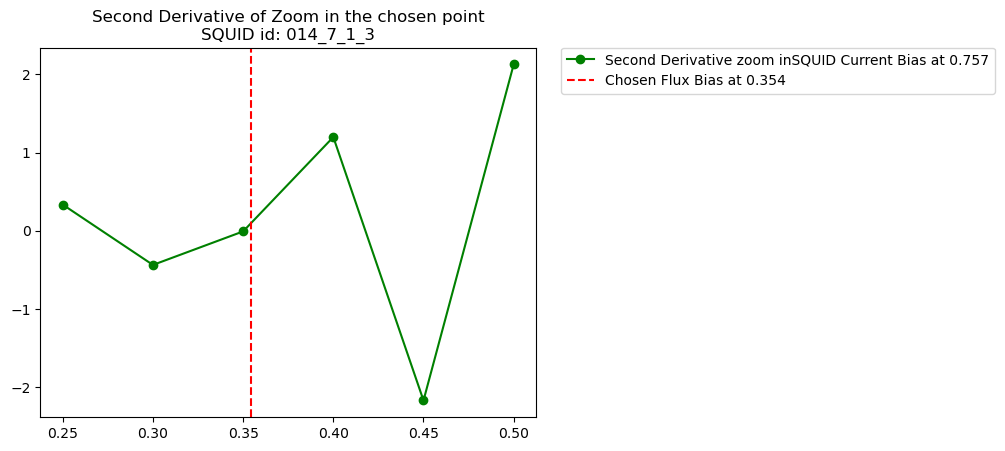 Second Derivative of Zoom in the chosen point
SQUID id: 014_7_1_3
Second Derivative zoom inSQUID Current Bias at 0.757
Chosen Flux Bias at 0.354
2
1
0
−1
−2
0.25 0.30 0.35 0.40 0.45 0.50